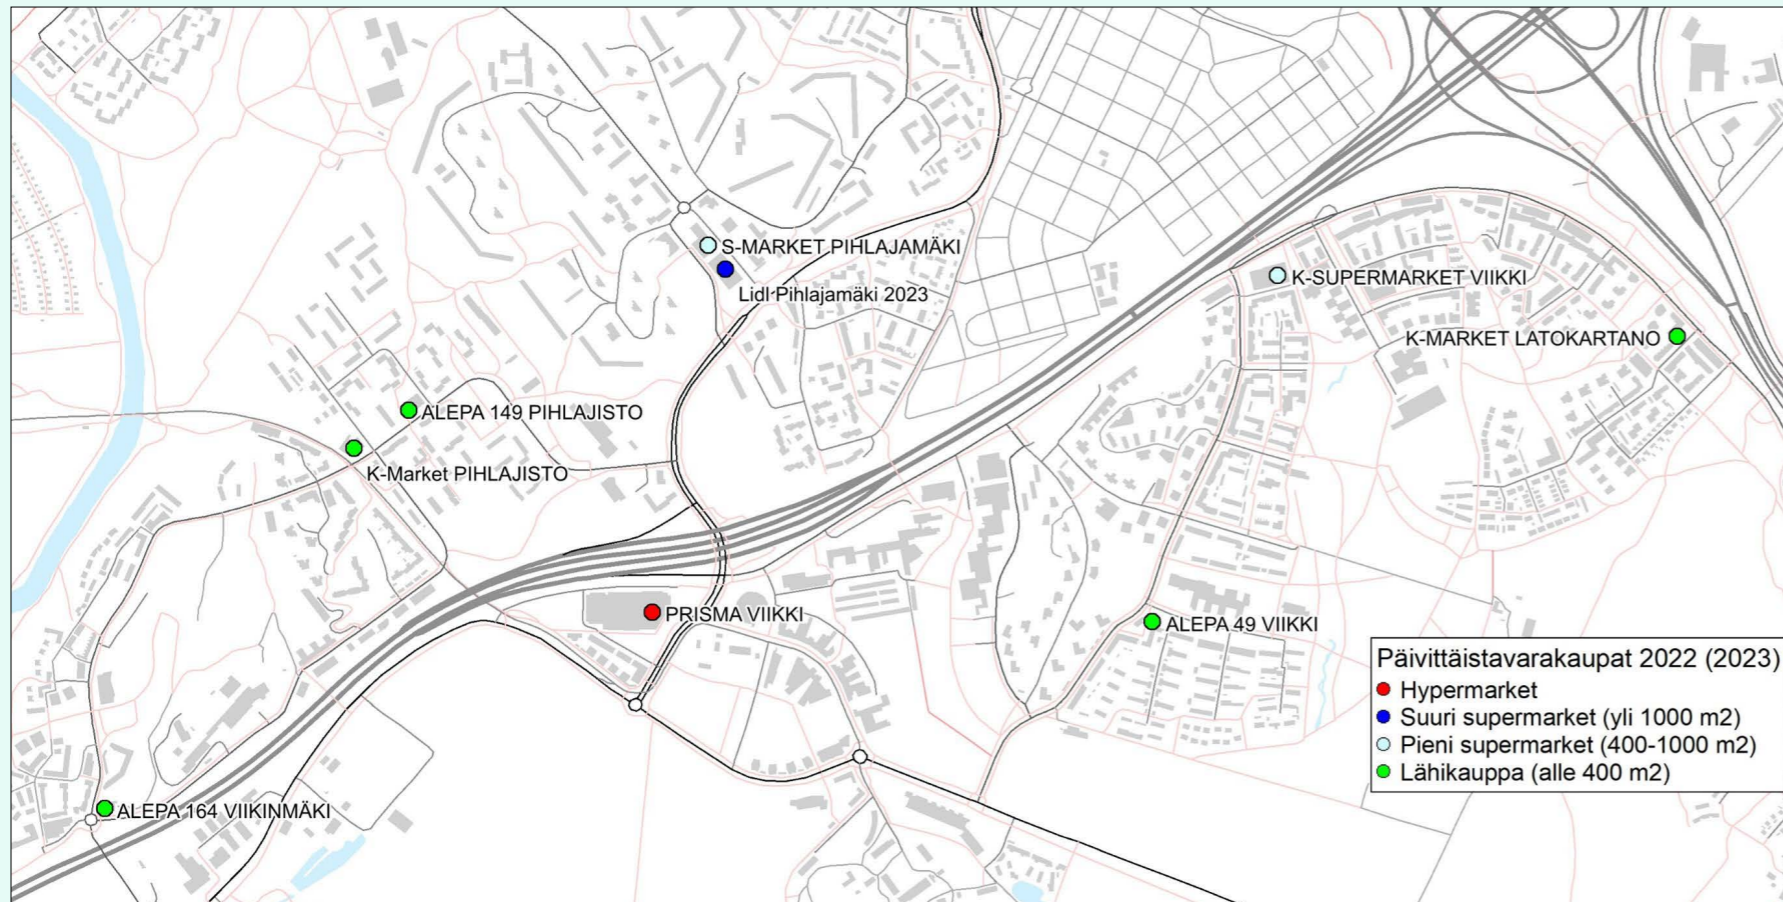 S-MARKET PIHLAJAMÄKI
Lidl Pihlajamäki 2023
K-SUPERMARKET VIIKKI
K-MARKET LATOKARTANO
ALEPA 149 PIHLAJISTO
K-Market PIHLAJISTO
PRISMA VIIKKI
ALEPA 49 VIIKKI
ALEPA 164 VIIKINMÄKI
Päivittäistavarakaupat 2022 (2023)
Hypermarket
Suuri supermarket (yli 1000 m2)
Pieni supermarket (400-1000 m2)
Lähikauppa (alle 400 m2)